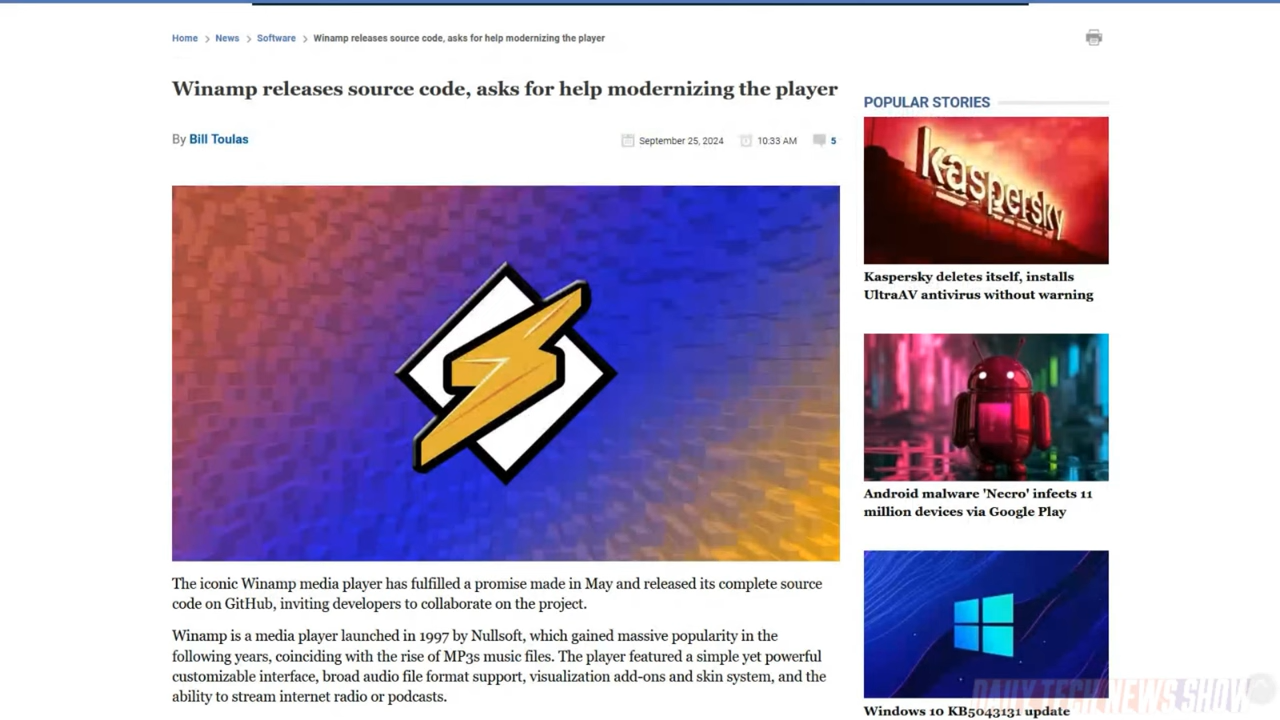 Home > News > Software > Winamp releases source code, asks for help modernizing the player
Winamp releases source code, asks for help modernizing the player
By Bill Toulas
September 25, 2024 10:33 AM 5
The iconic Winamp media player has fulfilled a promise made in May and released its complete source
code on GitHub, inviting developers to collaborate on the project.
Winamp is a media player launched in 1997 by Nullsoft, which gained massive popularity in the
following years, coinciding with the rise of MP3s music files. The player featured a simple yet powerful
customizable interface, broad audio file format support, visualization add-ons and skin system, and the
ability to stream internet radio or podcasts.
POPULAR STORIES
kaspersky
Kaspersky deletes itself, installs
UltraAV antivirus without warning
Android malware 'Necro' infects 11
million devices via Google Play
Windows 10 KB5043131 update
DAILY TECH NEWS SHOW